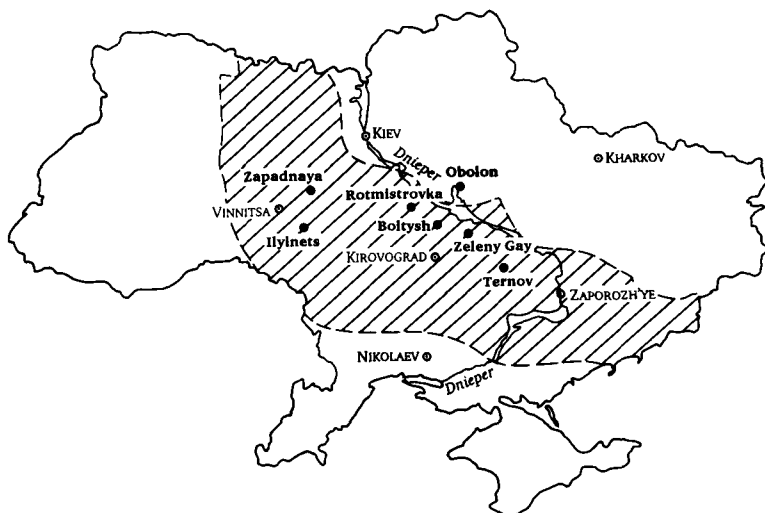 KIEV
Dnieper
KHARKOV
Obolon
Zapadnaya
Rotmistrovka
VINNITSA
Boltysh
Ilyinets
Zeleny Gay
KIROVOGRAD
Ternov
ZAPOROZH'YE
NIKOLAEV
Dnieper